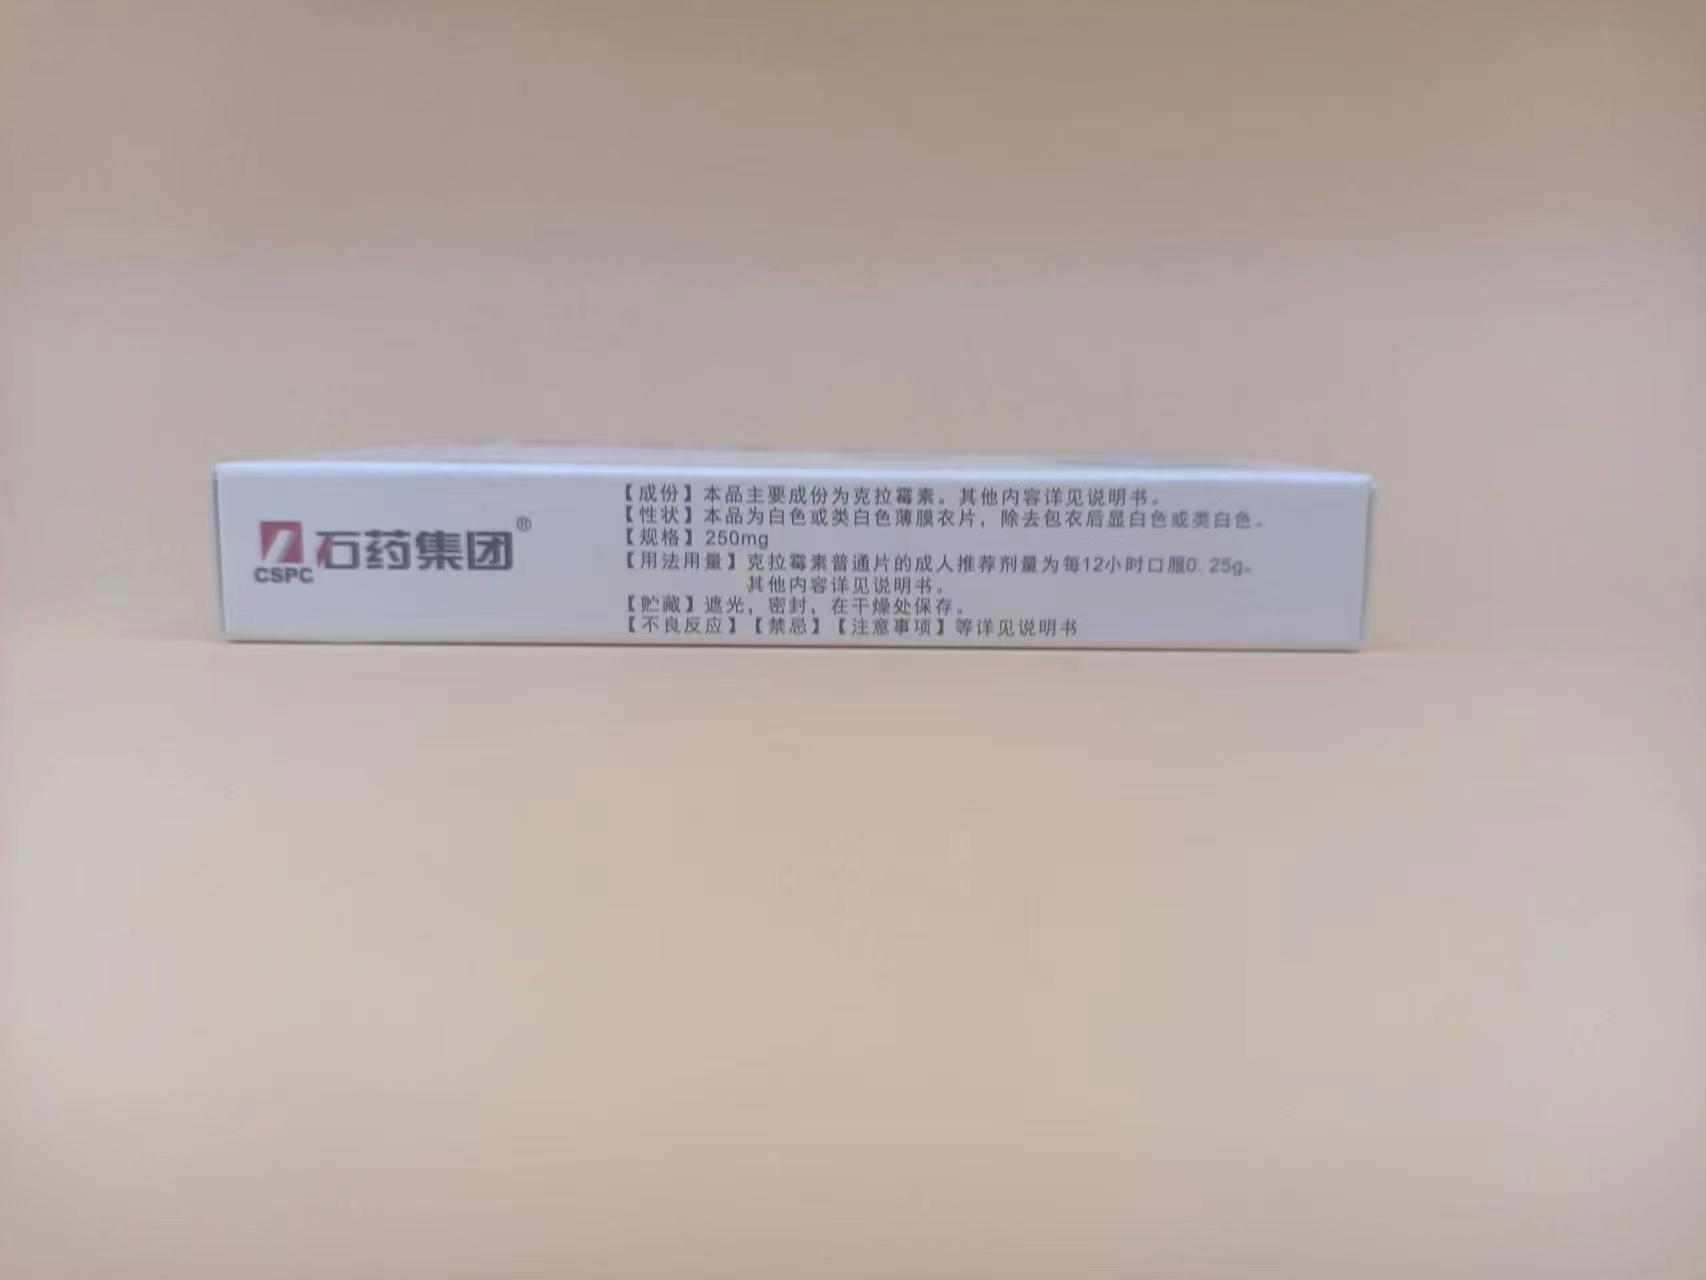 CSPC 石药集团®
【成份】本品主要成份为克拉霉素。其他内容详见说明书。
【性状】本品为白色或类白色薄膜衣片，除去包衣后显白色或类白色。
【规格】250mg
【用法用量】克拉霉素普通片的成人推荐剂量为每12小时口服0.25g。
其他内容详见说明书。
【贮藏】遮光，密封，在干燥处保存。
【不良反应】【禁忌】【注意事项】等详见说明书